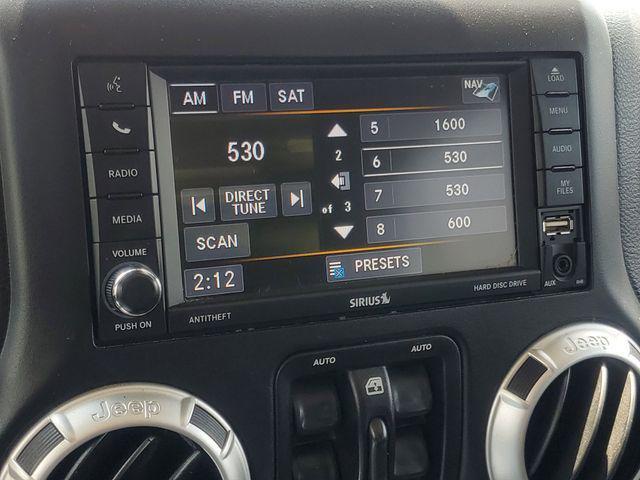 LOAD
AM FM SAT NAV
MENU
5 1600
530
2
6 530
AUDIO
RADIO
7 530
MY FILES
DIRECT TUNE
of 3
MEDIA
8 600
SCAN
VOLUME
PRESETS
2:12
HARD DISC DRIVE
AUX
SIRIUS
PUSH ON
ANTITHEFT
AUTO AUTO
Jeep
Jeep